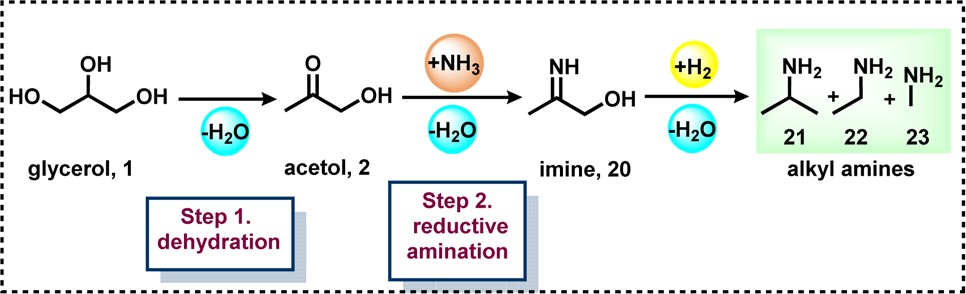 OH
HO OH
-H₂O
glycerol, 1
O
OH
acetol, 2
+NH₃
-H₂O
NH
OH
imine, 20
+H₂
-H₂O
NH₂ NH₂ NH₂
+ +
21 22 23
alkyl amines
Step 1.
dehydration
Step 2.
reductive
amination